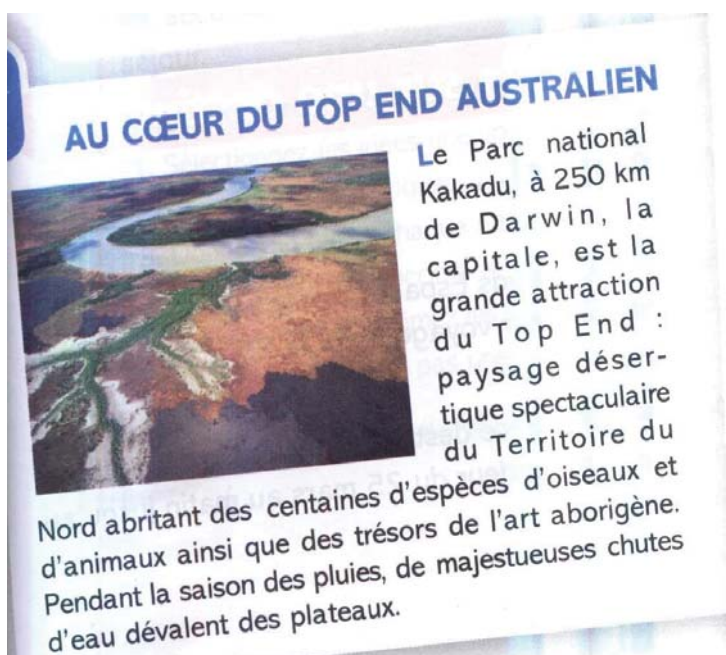 AU CŒUR DU TOP END AUSTRALIEN
Le Parc national
Kakadu, à 250 km
de Darwin, la
capitale, est la
grande attraction
du Top End :
paysage déser-
tique spectaculaire
du Territoire du
Nord abritant des centaines d'espèces d'oiseaux et
d'animaux ainsi que des trésors de l'art aborigène.
Pendant la saison des pluies, de majestueuses chutes
d'eau dévalent des plateaux.